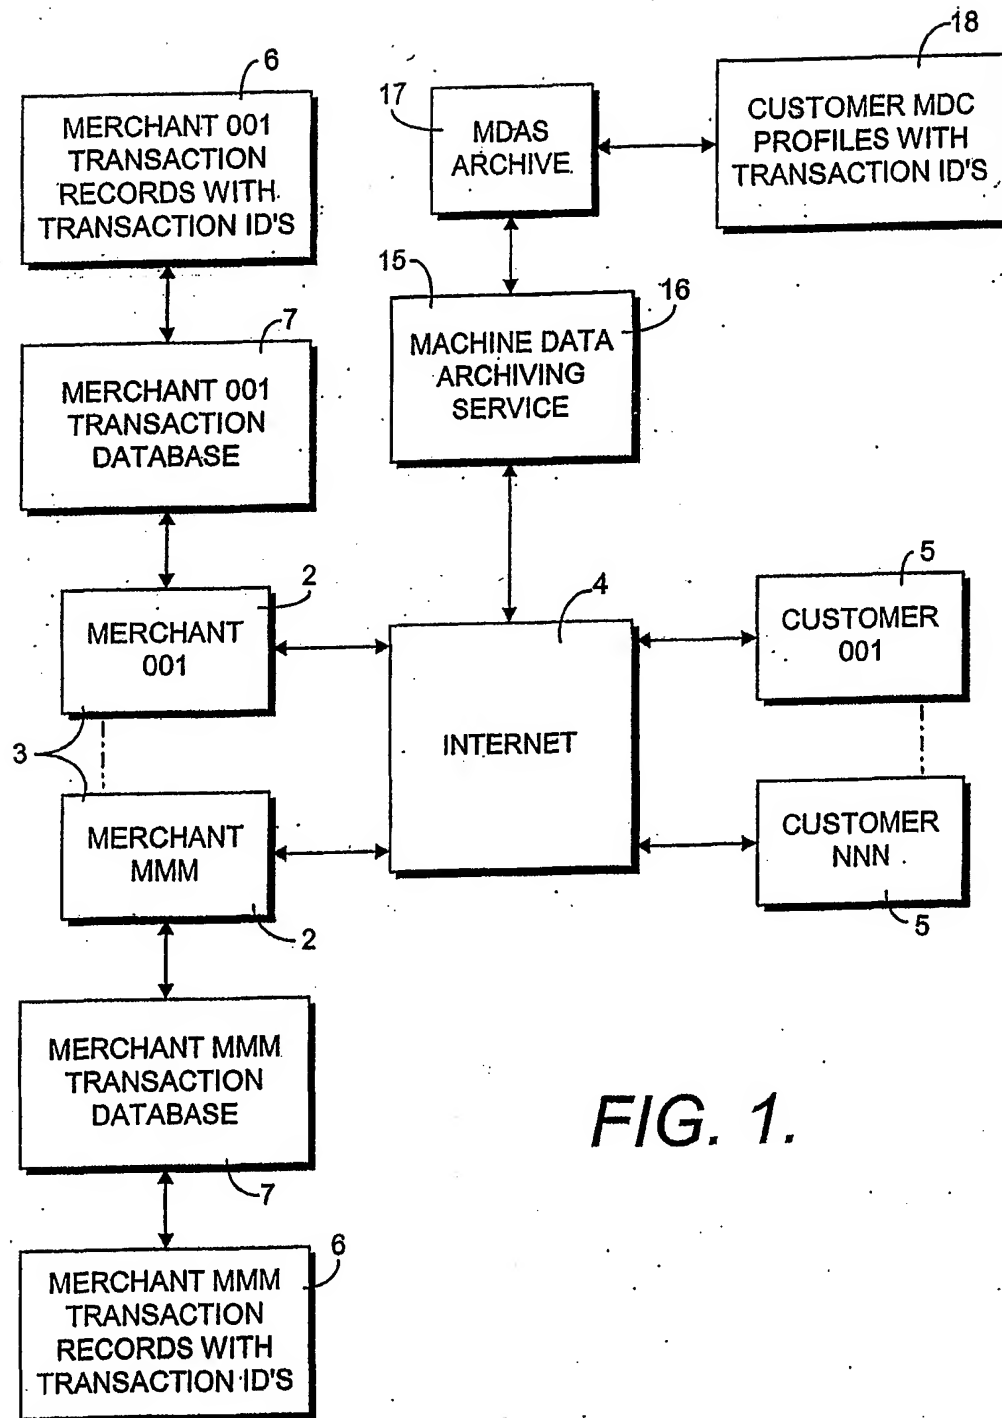 6
MERCHANT 001
TRANSACTION
RECORDS WITH
TRANSACTION ID'S
17
MDAS
ARCHIVE
18
CUSTOMER MDC
PROFILES WITH
TRANSACTION ID'S
7
MERCHANT 001
TRANSACTION
DATABASE
15
16
MACHINE DATA
ARCHIVING
SERVICE
2
MERCHANT
001
4
INTERNET
5
CUSTOMER
001
3
MERCHANT
MMM
2
CUSTOMER
NNN
5
MERCHANT MMM
TRANSACTION
DATABASE
7
FIG. 1.
6
MERCHANT MMM
TRANSACTION
RECORDS WITH
TRANSACTION ID'S